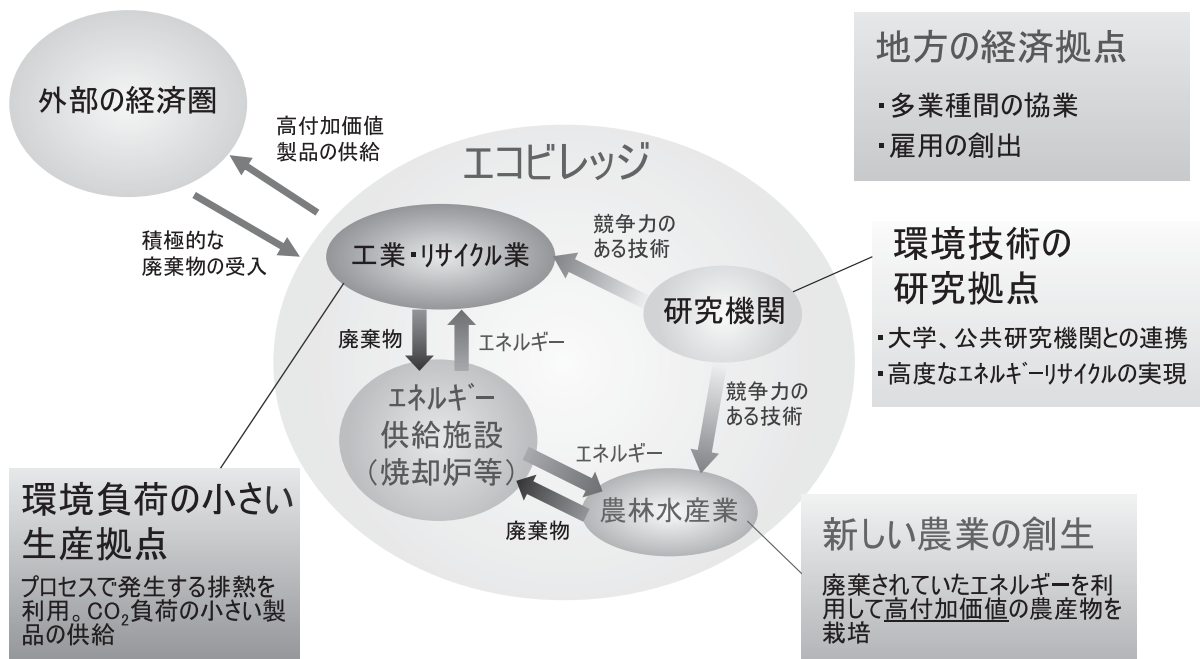 外部の経済圏
高付加価値
製品の供給
積極的な
廃棄物の受入
エコビレッジ
工業・リサイクル業
競争力の
ある技術
研究機関
廃棄物
エネルギー
競争力の
ある技術
エネルギー
供給施設
(焼却炉等)
エネルギー
廃棄物
農林水産業
地方の経済拠点
・多業種間の協業
・雇用の創出
環境技術の
研究拠点
・大学、公共研究機関との連携
・高度なエネルギーリサイクルの実現
環境負荷の小さい
生産拠点
プロセスで発生する排熱を
利用。CO₂負荷の小さい製
品の供給
新しい農業の創生
廃棄されていたエネルギーを利
用して高付加価値の農産物を
栽培